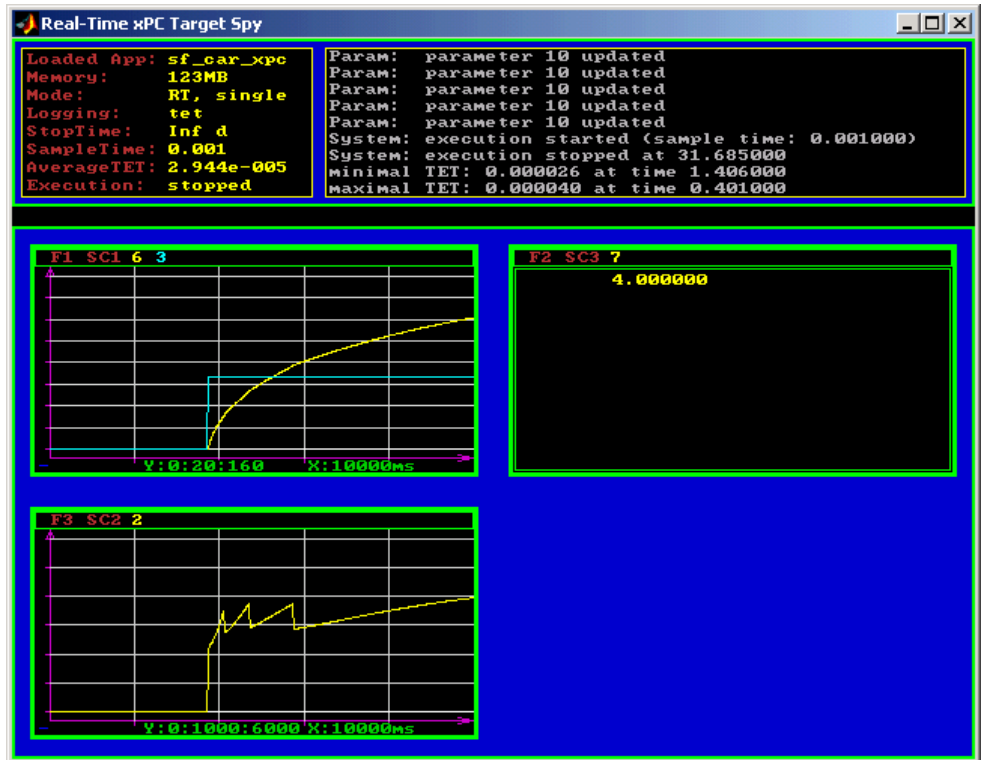 Real-Time xPC Target Spy
Loaded App: sf_car_xpc
Memory: 123MB
Mode: RT, single
Logging: tet
StopTime: Inf d
SampleTime: 0.001
AverageTET: 2.944e-005
Execution: stopped
Param: parameter 10 updated
Param: parameter 10 updated
Param: parameter 10 updated
Param: parameter 10 updated
Param: parameter 10 updated
System: execution started (sample time: 0.001000)
System: execution stopped at 31.685000
minimal TET: 0.000026 at time 1.406000
maximal TET: 0.000040 at time 0.401000
F1 SC1 6 3
Y:0:20:160 X:10000ms
F2 SC3 7
4.000000
F3 SC2 2
Y:0:1000:6000 X:10000ms